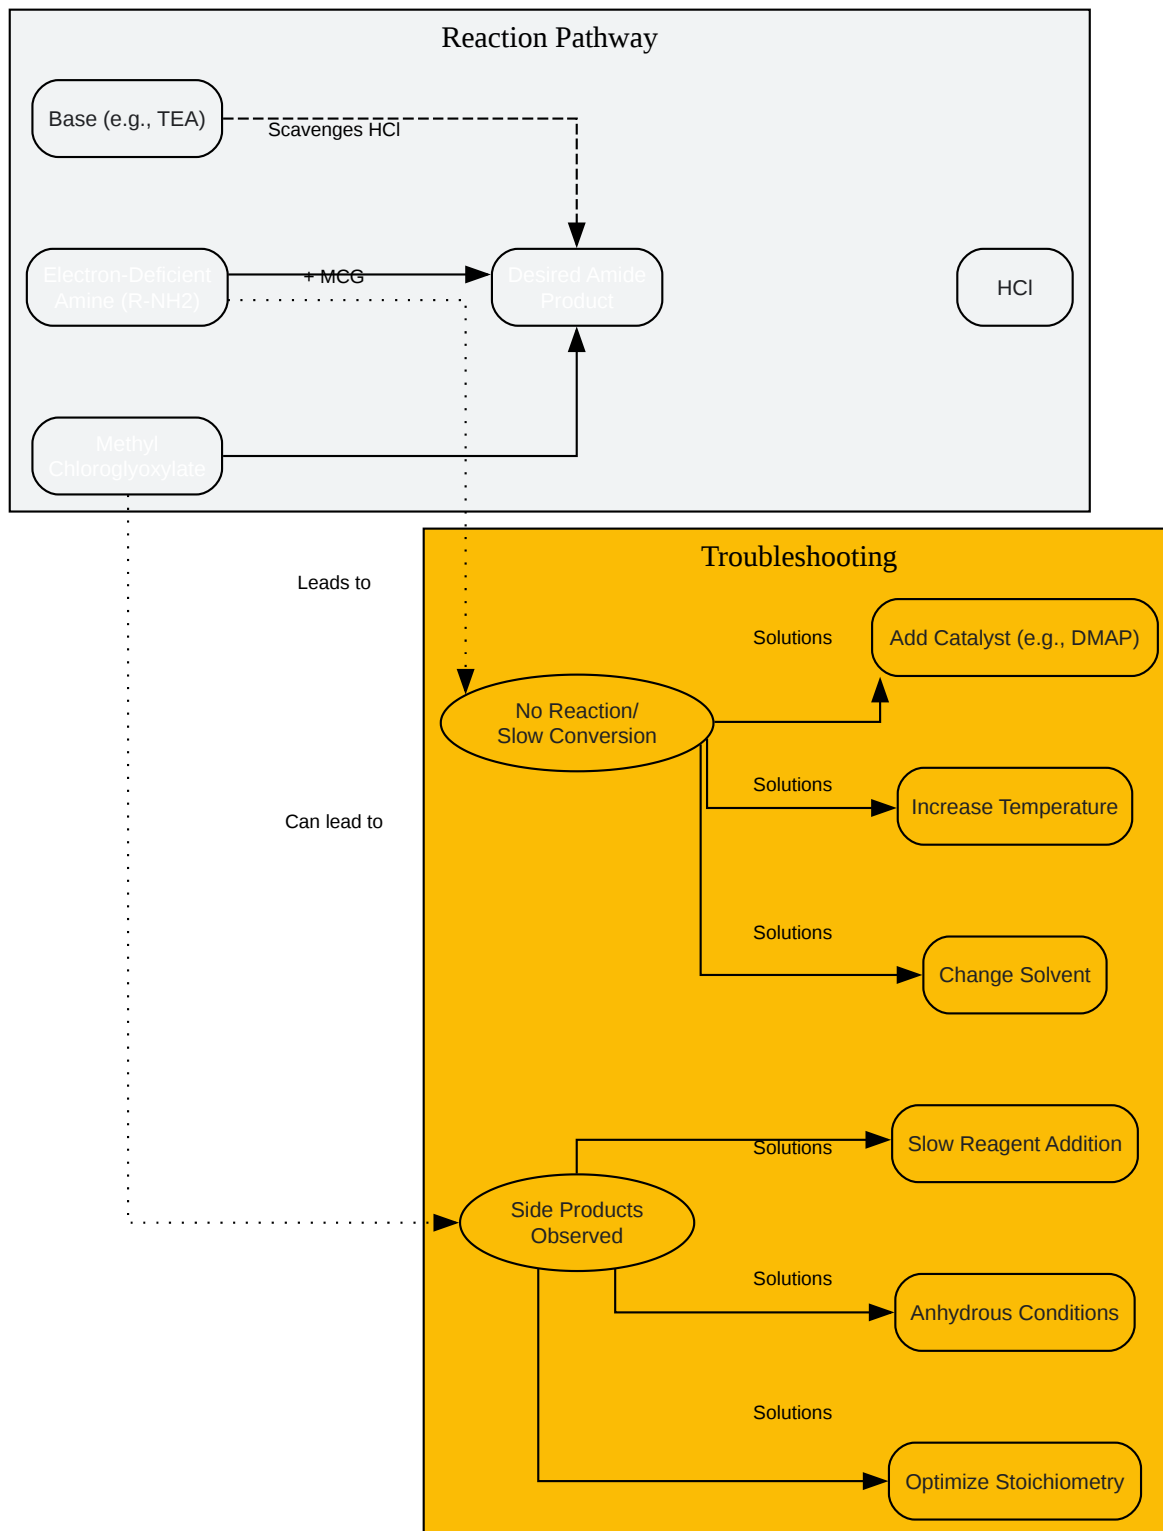 Reaction Pathway
Base (e.g., TEA)
Scavenges HCl
Electron-Deficient
Amine (R-NH2)
+ MCG
Desired Amide
Product
HCl
Methyl
Chloroglyoxylate
Troubleshooting
Leads to
Solutions
Add Catalyst (e.g., DMAP)
No Reaction/
Slow Conversion
Solutions
Increase Temperature
Can lead to
Solutions
Change Solvent
Solutions
Slow Reagent Addition
Side Products
Observed
Solutions
Anhydrous Conditions
Solutions
Optimize Stoichiometry